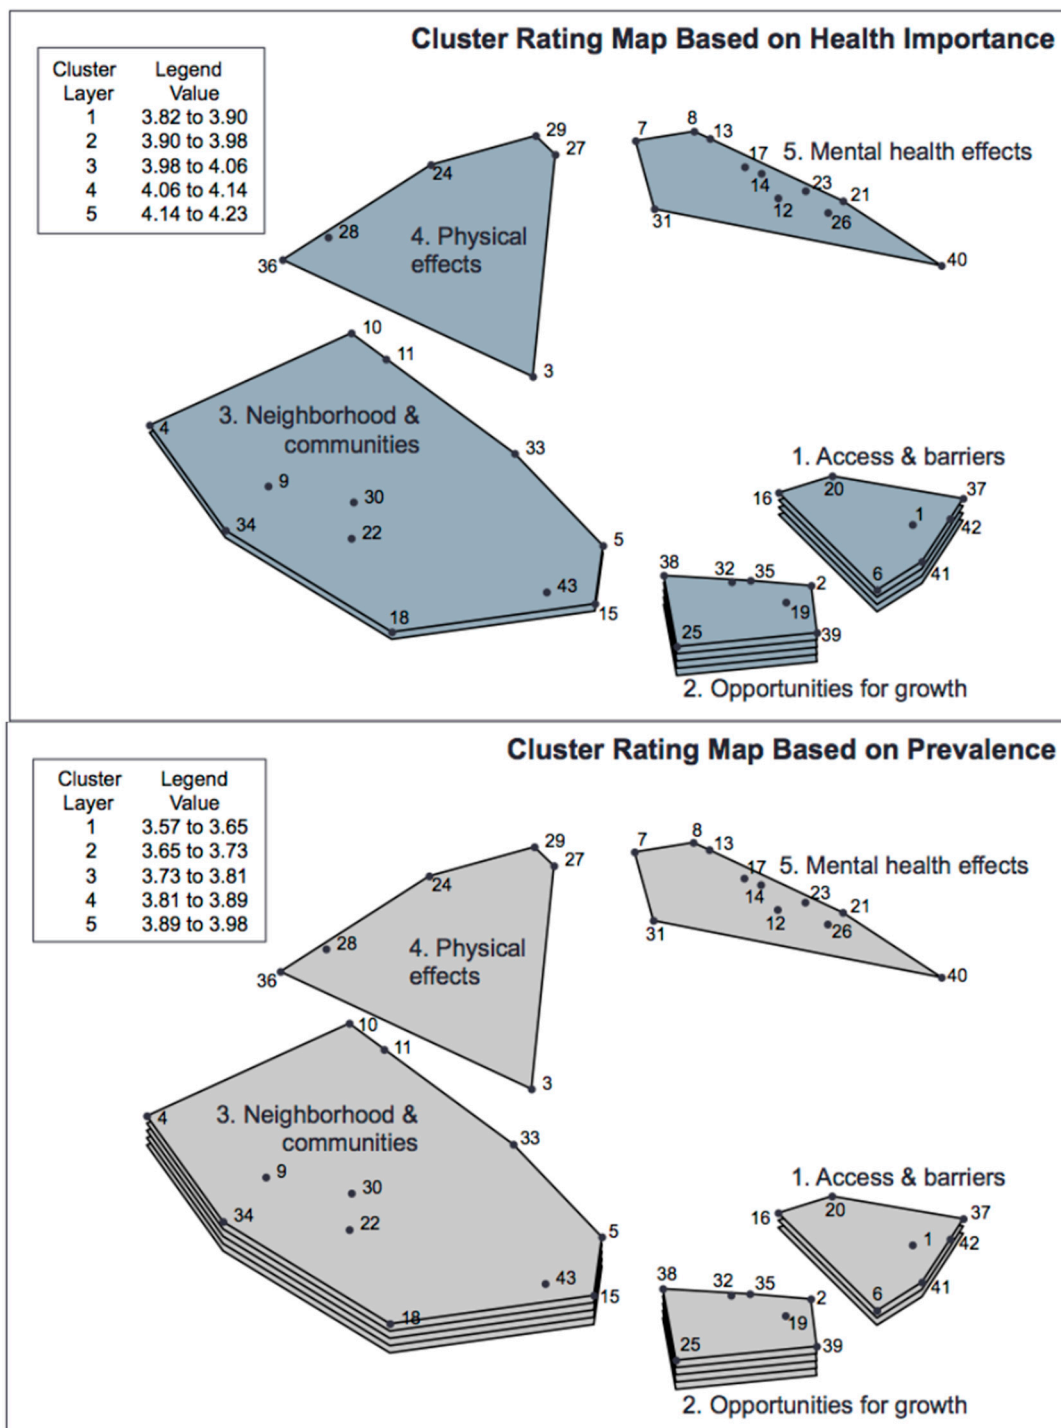 Cluster Rating Map Based on Health Importance
Cluster Legend
Layer Value
1 3.82 to 3.90
2 3.90 to 3.98
3 3.98 to 4.06
4 4.06 to 4.14
5 4.14 to 4.23
29
27
24
28
36
4. Physical
effects
3
7
8
13
17
5. Mental health effects
14
23
21
12
26
31
40
10
11
4
3. Neighborhood &
communities
33
9
30
34
22
5
43
18
15
1. Access & barriers
16
20
37
1
42
6
41
38
32
35
2
19
25
39
2. Opportunities for growth
Cluster Rating Map Based on Prevalence
Cluster Legend
Layer Value
1 3.57 to 3.65
2 3.65 to 3.73
3 3.73 to 3.81
4 3.81 to 3.89
5 3.89 to 3.98
29
27
24
28
36
4. Physical
effects
3
7
8
13
17
5. Mental health effects
14
23
21
12
26
31
40
10
11
4
3. Neighborhood &
communities
33
9
30
34
22
5
43
18
15
1. Access & barriers
16
20
37
1
42
6
41
38
32
35
2
19
25
39
2. Opportunities for growth